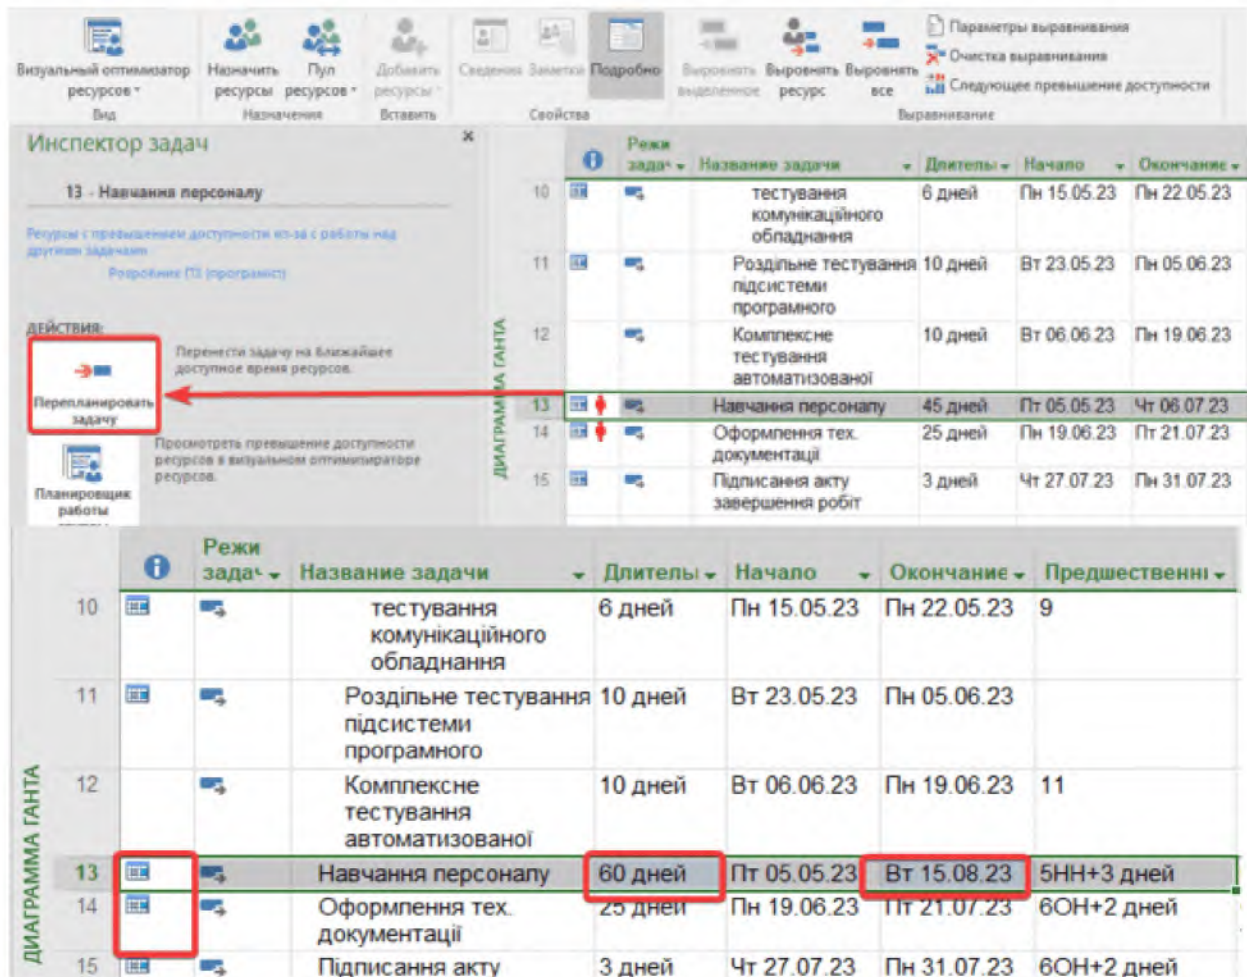 Визуальный оптимизатор
ресурсов
Назначить
ресурсы
Пул
ресурсов
Добавить
ресурсы
Сведения Заметки Подробно
Выровнять
выделенное
Выровнять
ресурс
Выровнять
все
Параметры выравнивания
Очистка выравнивания
Следующее превышение доступности
Вид
Назначения
Вставить
Свойства
Выравнивание
Инспектор задач
13 - Навчання персоналу
Ресурсы с превышением доступности из-за с работы над
другими задачами
Розробник ПЗ (програміст)
ДЕЙСТВИЯ:
Перепланировать
задачу
Перенести задачу на ближайшее
доступное время ресурсов.
Планировщик
работы
Просмотреть превышение доступности
ресурсов в визуальном оптимизираторе
ресурсов.
ДИАГРАММА ГАНТА
Режи
задач Название задачи Длителы Начало Окончание
10 тестування 6 дней Пн 15.05.23 Пн 22.05.23
комунікаційного
обладнання
11 Роздільне тестування 10 дней Вт 23.05.23 Пн 05.06.23
підсистеми
програмного
12 Комплексне 10 дней Вт 06.06.23 Пн 19.06.23
тестування
автоматизованої
13 Навчання персоналу 45 дней Пт 05.05.23 Чт 06.07.23
14 Оформлення тех. 25 дней Пн 19.06.23 Пт 21.07.23
документації
15 Підписання акту 3 дней Чт 27.07.23 Пн 31.07.23
завершення робіт
ДИАГРАММА ГАНТА
Режи
задач Название задачи Длителы Начало Окончание Предшественні
10 тестування 6 дней Пн 15.05.23 Пн 22.05.23 9
комунікаційного
обладнання
11 Роздільне тестування 10 дней Вт 23.05.23 Пн 05.06.23
підсистеми
програмного
12 Комплексне 10 дней Вт 06.06.23 Пн 19.06.23 11
тестування
автоматизованої
13 Навчання персоналу 60 дней Пт 05.05.23 Вт 15.08.23 5НН+3 дней
14 Оформлення тех. 25 дней Пн 19.06.23 Пт 21.07.23 6ОН+2 дней
документації
15 Підписання акту 3 дней Чт 27.07.23 Пн 31.07.23 6ОН+2 дней